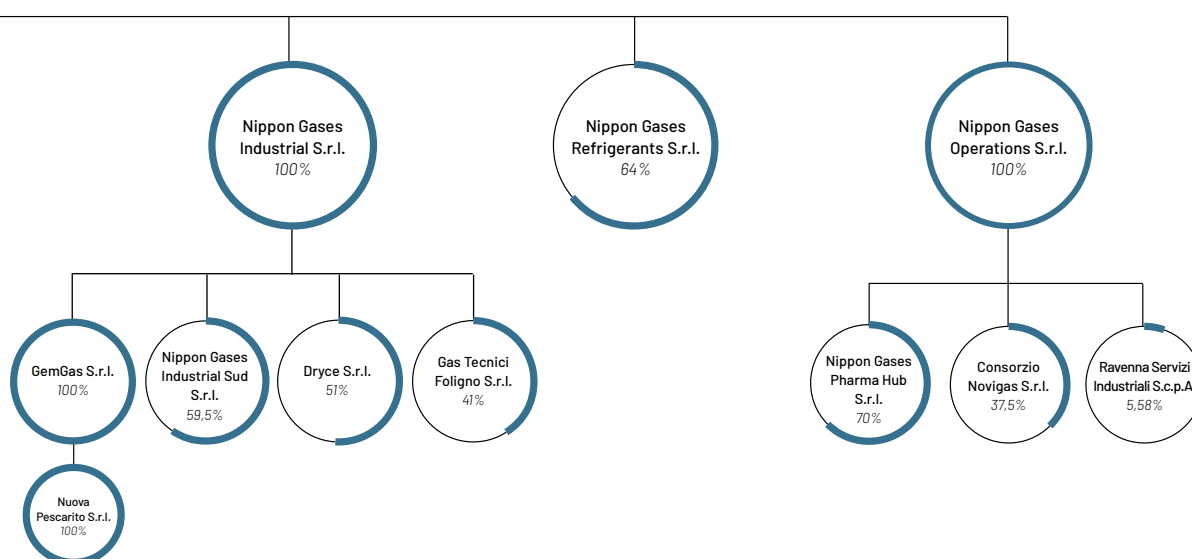 Nippon Gases
Industrial S.r.l.
100%
Nippon Gases
Refrigerants S.r.l.
64%
Nippon Gases
Operations S.r.l.
100%
GemGas S.r.l.
100%
Nippon Gases
Industrial Sud
S.r.l.
59,5%
Dryce S.r.l.
51%
Gas Tecnici
Foligno S.r.l.
41%
Nippon Gases
Pharma Hub
S.r.l.
70%
Consorzio
Novigas S.r.l.
37,5%
Ravenna Servizi
Industriali S.c.p.A
5,58%
Nuova
Pescarito S.r.l.
100%